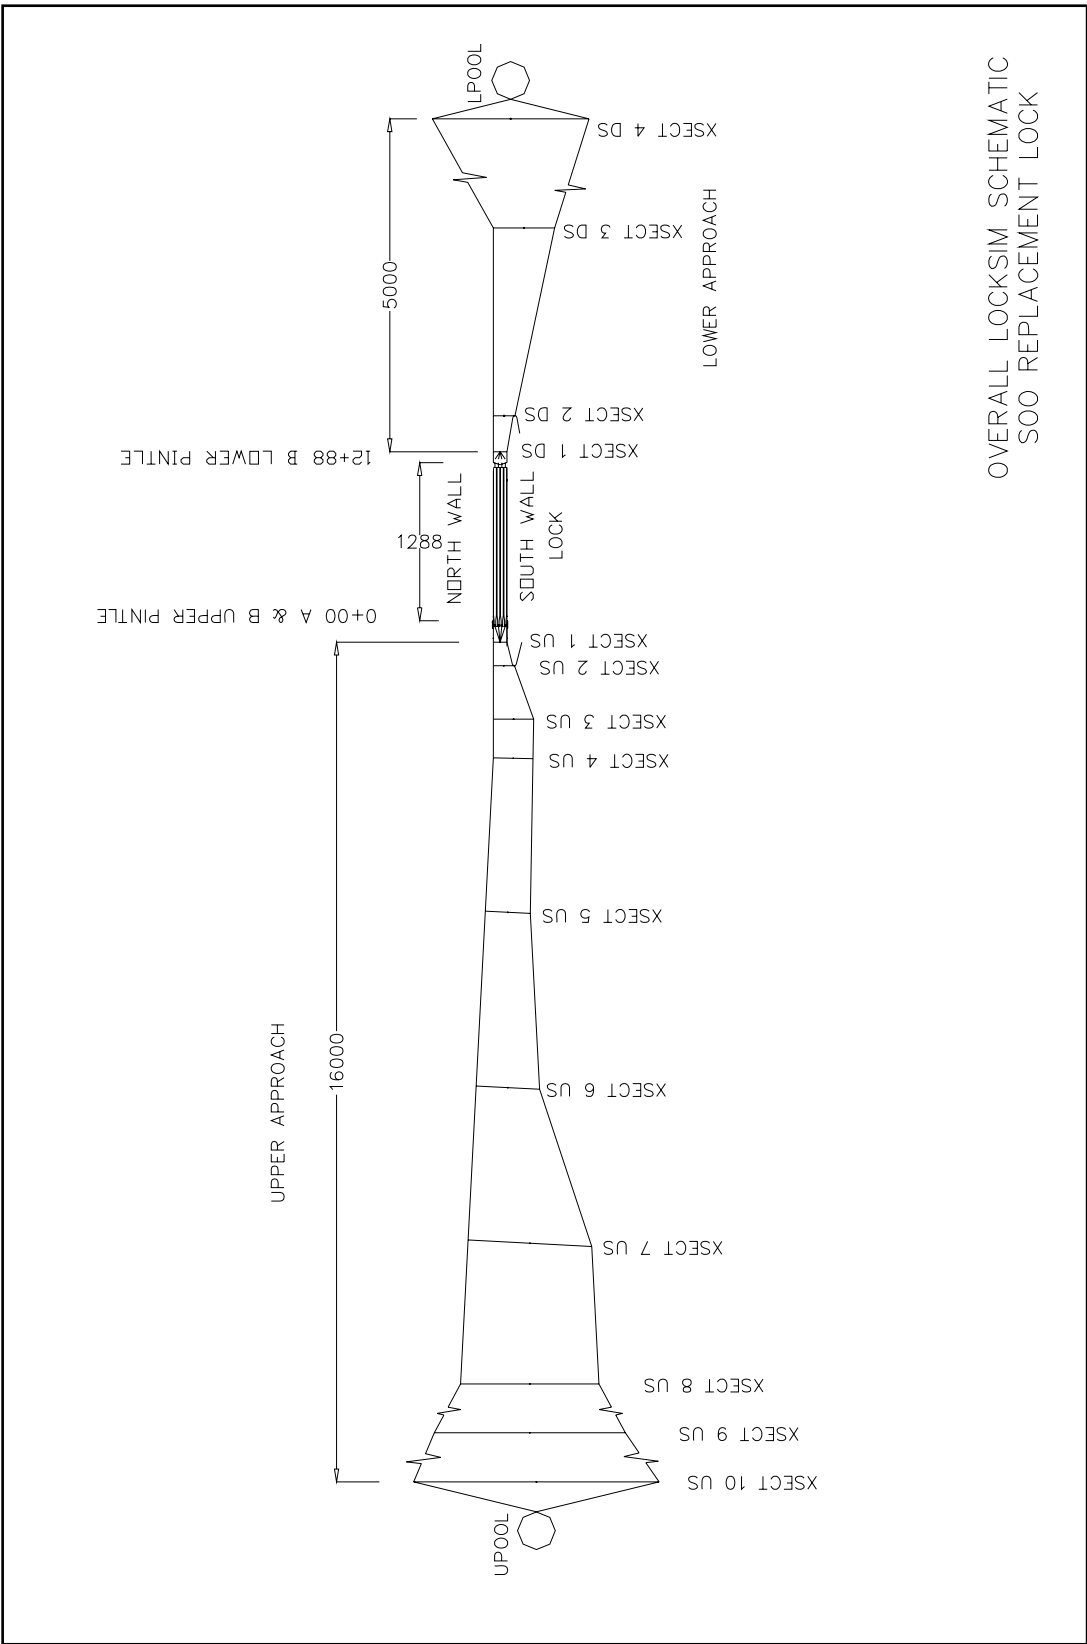 OVERALL LOCKSIM SCHEMATIC
SOO REPLACEMENT LOCK
UPPER APPROACH
16000
UPOOL
XSECT 10 US
XSECT 9 US
XSECT 8 US
XSECT 7 US
XSECT 6 US
XSECT 5 US
XSECT 4 US
XSECT 3 US
XSECT 2 US
XSECT 1 US
0+00 A & B UPPER PINTLE
1288
NORTH WALL
SOUTH WALL
LOCK
12+88 B LOWER PINTLE
XSECT 1 DS
XSECT 2 DS
5000
LOWER APPROACH
XSECT 3 DS
XSECT 4 DS
LPOOL